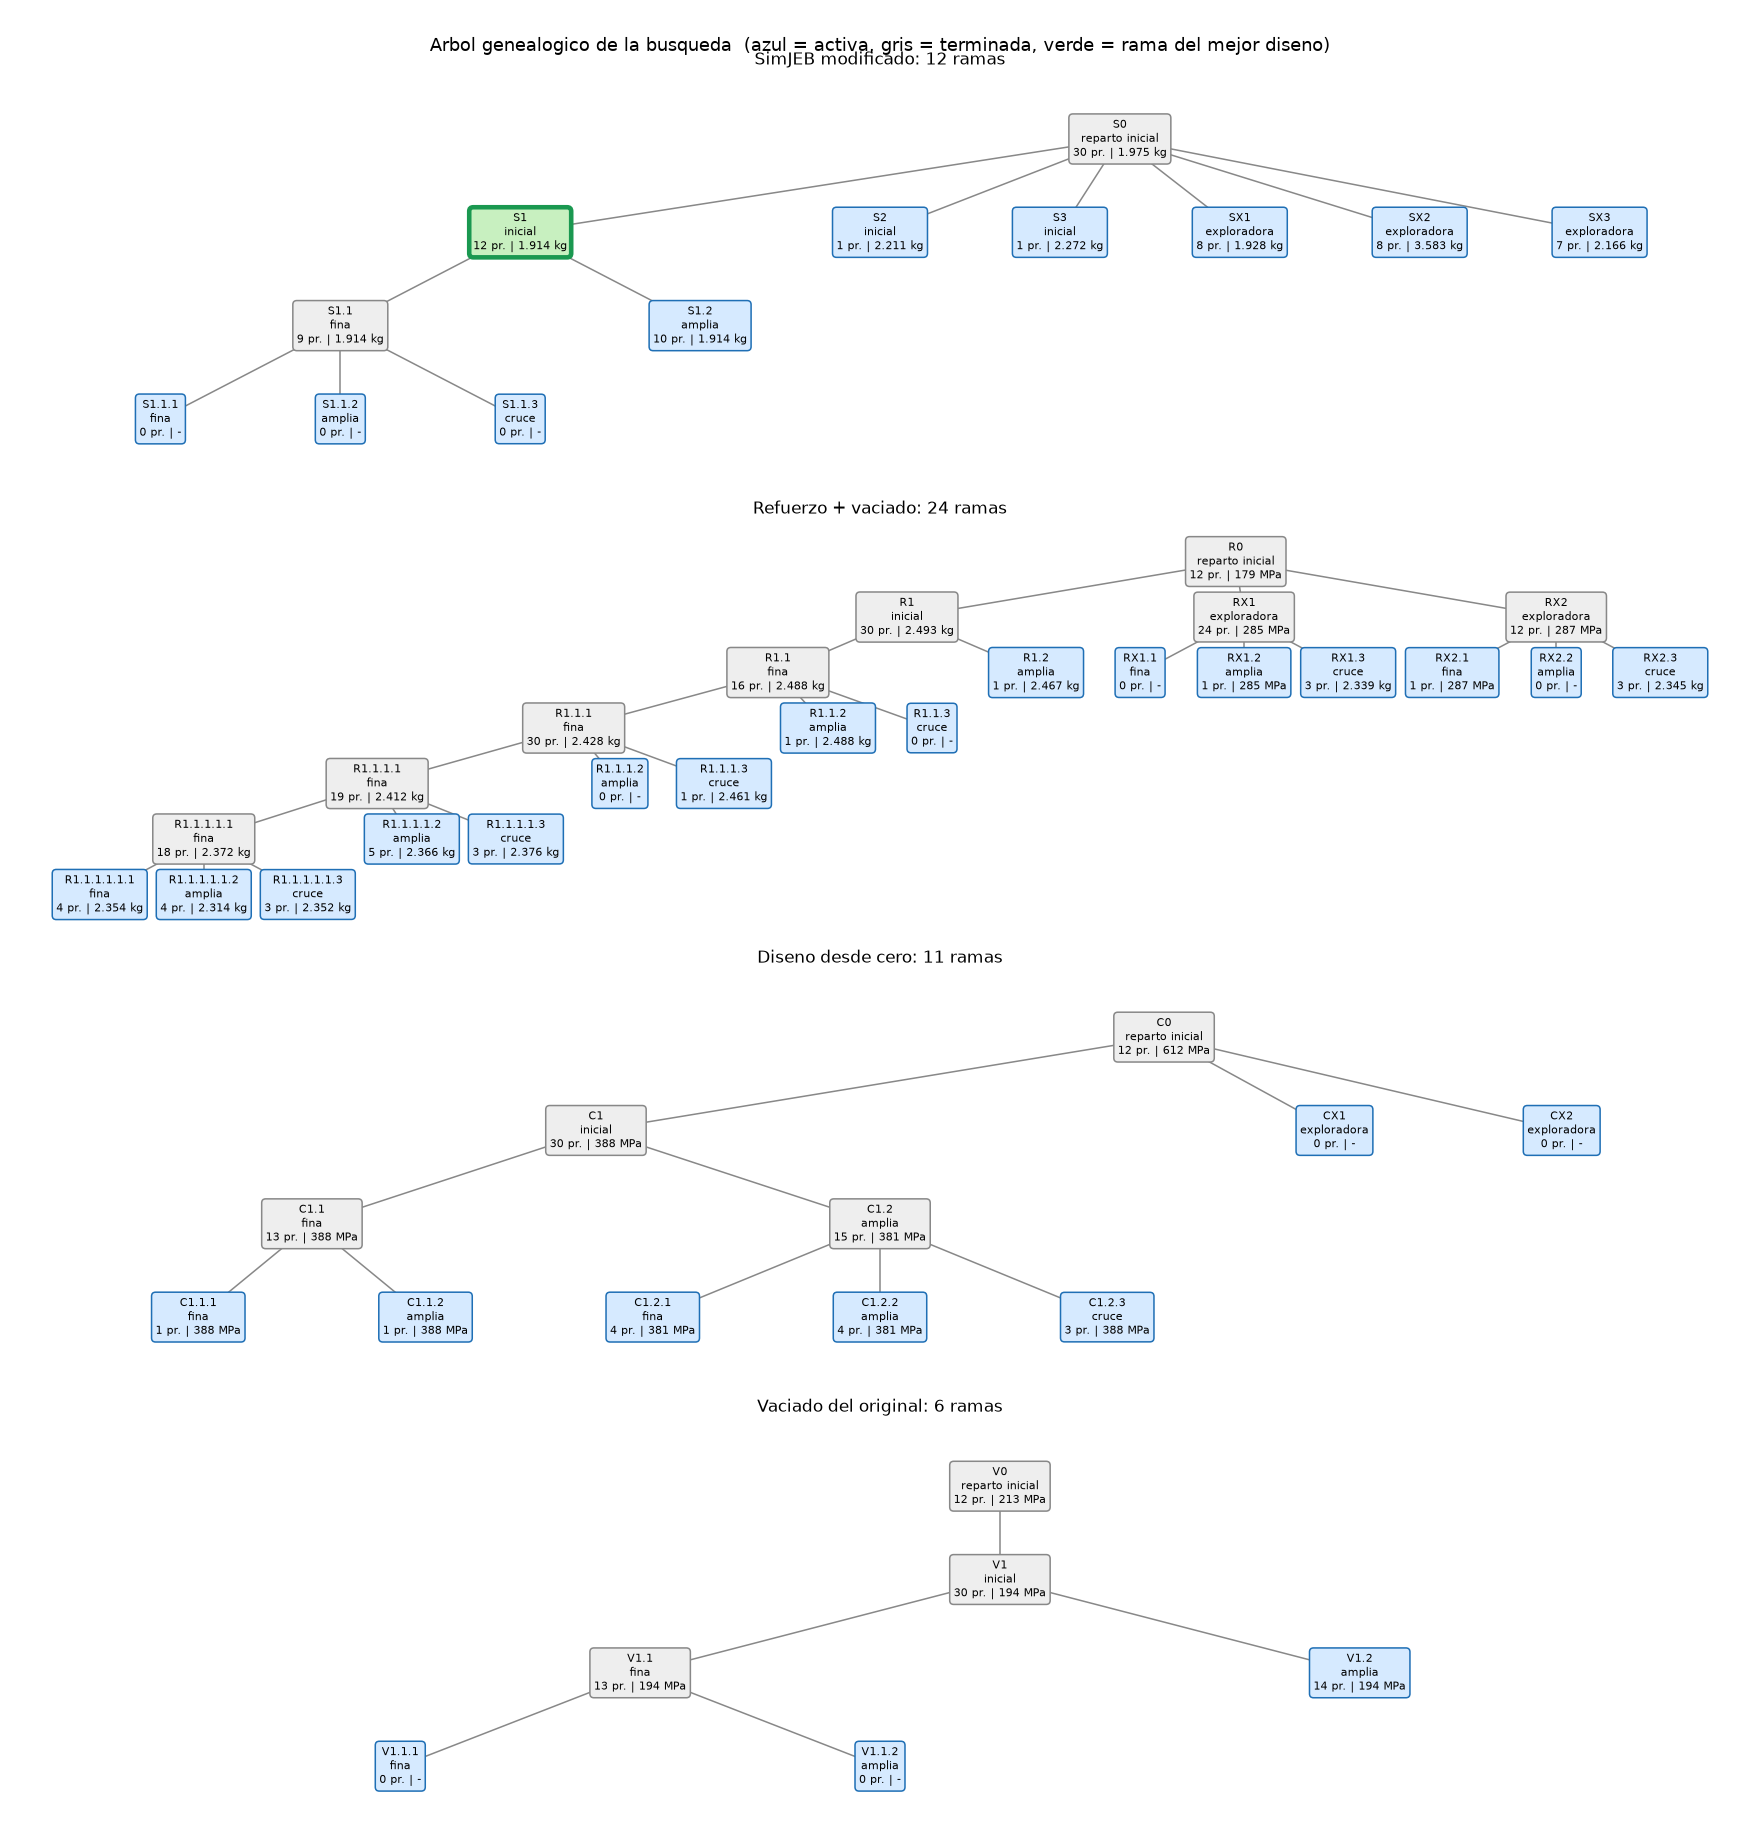 Arbol genealogico de la busqueda  (azul = activa, gris = terminada, verde = rama del mejor diseno)
SimJEB modificado: 12 ramas
S0
reparto inicial
30 pr. | 1.975 kg
S1
inicial
12 pr. | 1.914 kg
S2
inicial
1 pr. | 2.211 kg
S3
inicial
1 pr. | 2.272 kg
SX1
exploradora
8 pr. | 1.928 kg
SX2
exploradora
8 pr. | 3.583 kg
SX3
exploradora
7 pr. | 2.166 kg
S1.1
fina
9 pr. | 1.914 kg
S1.2
amplia
10 pr. | 1.914 kg
S1.1.1
fina
0 pr. | -
S1.1.2
amplia
0 pr. | -
S1.1.3
cruce
0 pr. | -
Refuerzo + vaciado: 24 ramas
R0
reparto inicial
12 pr. | 179 MPa
R1
inicial
30 pr. | 2.493 kg
RX1
exploradora
24 pr. | 285 MPa
RX2
exploradora
12 pr. | 287 MPa
R1.1
fina
16 pr. | 2.488 kg
R1.2
amplia
1 pr. | 2.467 kg
RX1.1
fina
0 pr. | -
RX1.2
amplia
1 pr. | 285 MPa
RX1.3
cruce
3 pr. | 2.339 kg
RX2.1
fina
1 pr. | 287 MPa
RX2.2
amplia
0 pr. | -
RX2.3
cruce
3 pr. | 2.345 kg
R1.1.1
fina
30 pr. | 2.428 kg
R1.1.2
amplia
1 pr. | 2.488 kg
R1.1.3
cruce
0 pr. | -
R1.1.1.1
fina
19 pr. | 2.412 kg
R1.1.1.2
amplia
0 pr. | -
R1.1.1.3
cruce
1 pr. | 2.461 kg
R1.1.1.1.1
fina
18 pr. | 2.372 kg
R1.1.1.1.2
amplia
5 pr. | 2.366 kg
R1.1.1.1.3
cruce
3 pr. | 2.376 kg
R1.1.1.1.1.1
fina
4 pr. | 2.354 kg
R1.1.1.1.1.2
amplia
4 pr. | 2.314 kg
R1.1.1.1.1.3
cruce
3 pr. | 2.352 kg
Diseno desde cero: 11 ramas
C0
reparto inicial
12 pr. | 612 MPa
C1
inicial
30 pr. | 388 MPa
CX1
exploradora
0 pr. | -
CX2
exploradora
0 pr. | -
C1.1
fina
13 pr. | 388 MPa
C1.2
amplia
15 pr. | 381 MPa
C1.1.1
fina
1 pr. | 388 MPa
C1.1.2
amplia
1 pr. | 388 MPa
C1.2.1
fina
4 pr. | 381 MPa
C1.2.2
amplia
4 pr. | 381 MPa
C1.2.3
cruce
3 pr. | 388 MPa
Vaciado del original: 6 ramas
V0
reparto inicial
12 pr. | 213 MPa
V1
inicial
30 pr. | 194 MPa
V1.1
fina
13 pr. | 194 MPa
V1.2
amplia
14 pr. | 194 MPa
V1.1.1
fina
0 pr. | -
V1.1.2
amplia
0 pr. | -